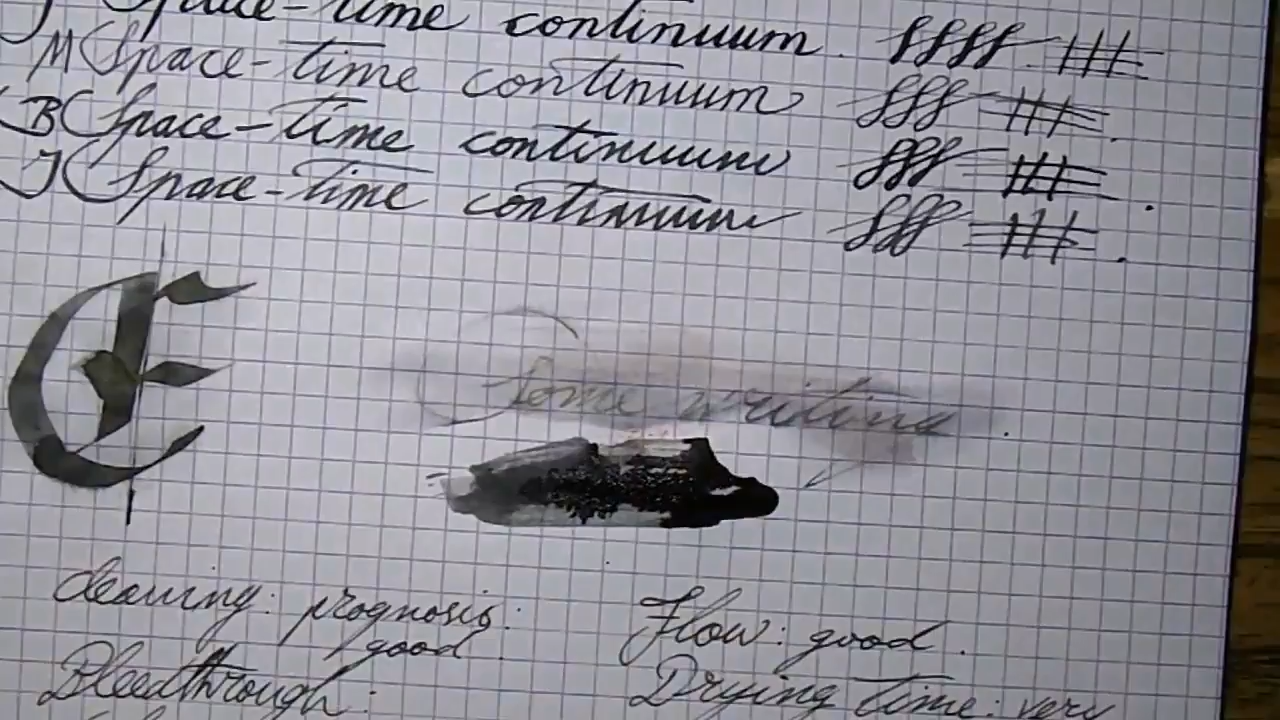 Space-time continuum.
M Space-time continuum
B Space-time continuum
J Space-time continuum
E
Some writing
cleaning: prognosis: good
Flow: good.
Bleedthrough:
Drying time: very